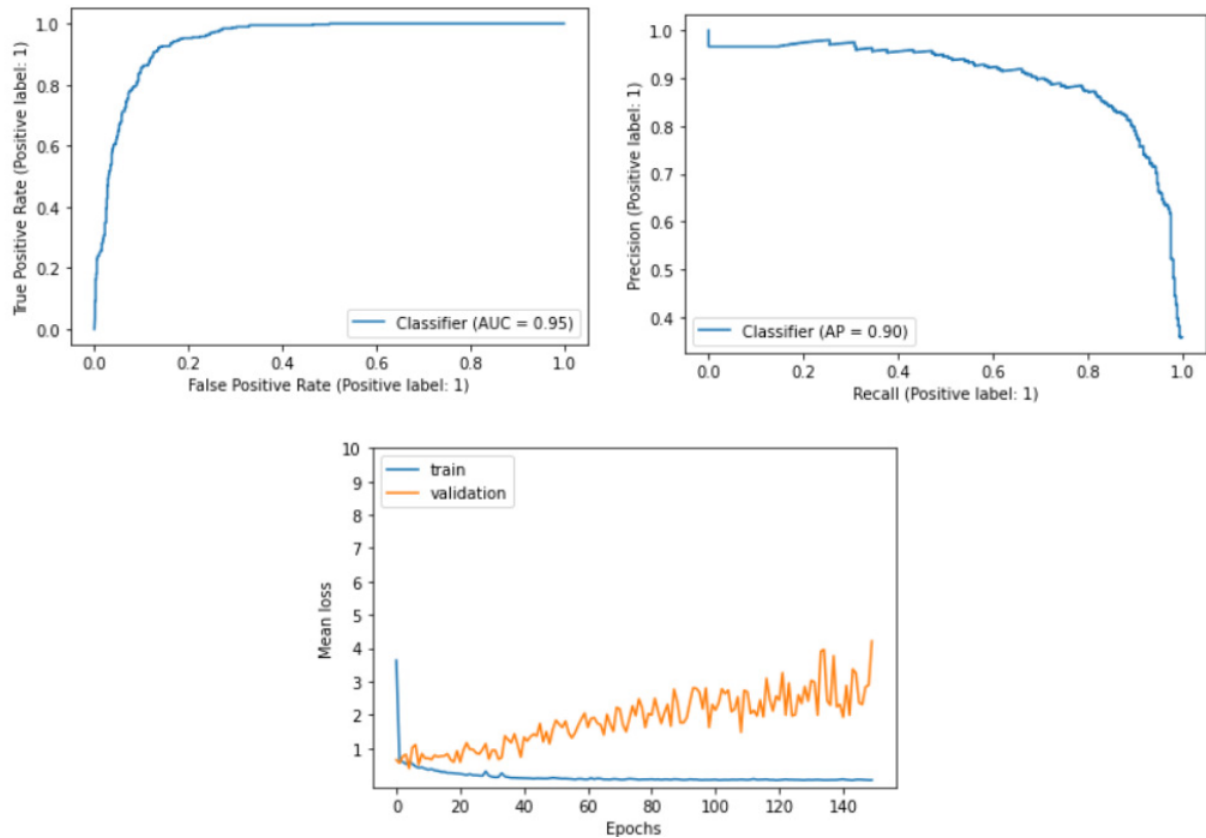 True Positive Rate (Positive label: 1)
1.0
0.8
0.6
0.4
0.2
0.0
Classifier (AUC = 0.95)
0.0 0.2 0.4 0.6 0.8 1.0
False Positive Rate (Positive label: 1)
Precision (Positive label: 1)
1.0
0.9
0.8
0.7
0.6
0.5
0.4
Classifier (AP = 0.90)
0.0 0.2 0.4 0.6 0.8 1.0
Recall (Positive label: 1)
Mean loss
10
9
8
7
6
5
4
3
2
1
train
validation
0 20 40 60 80 100 120 140
Epochs